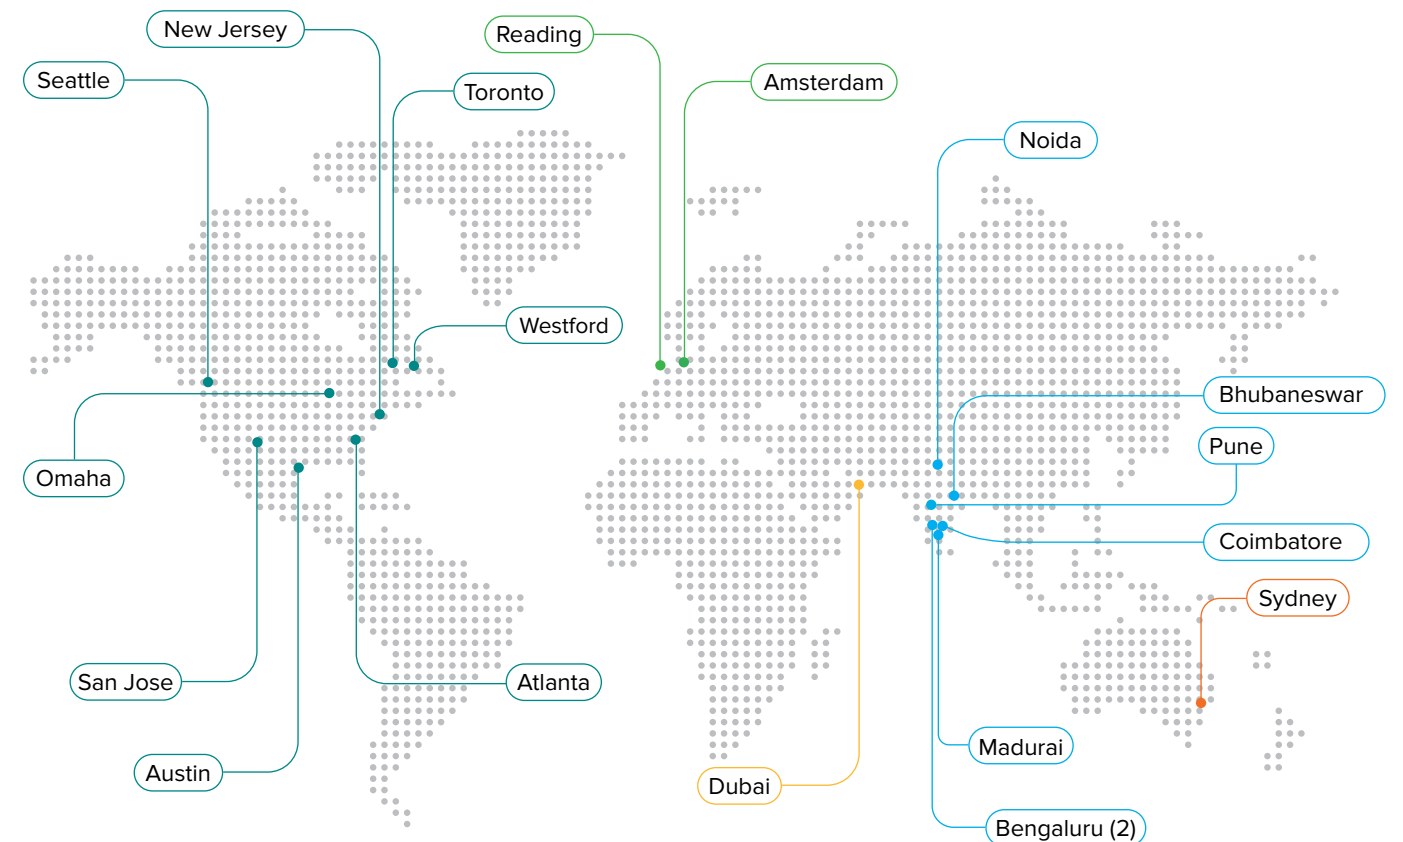 New Jersey
Reading
Seattle
Amsterdam
Toronto
Noida
Westford
Bhubaneswar
Pune
Omaha
Coimbatore
Sydney
San Jose
Atlanta
Madurai
Austin
Dubai
Bengaluru (2)